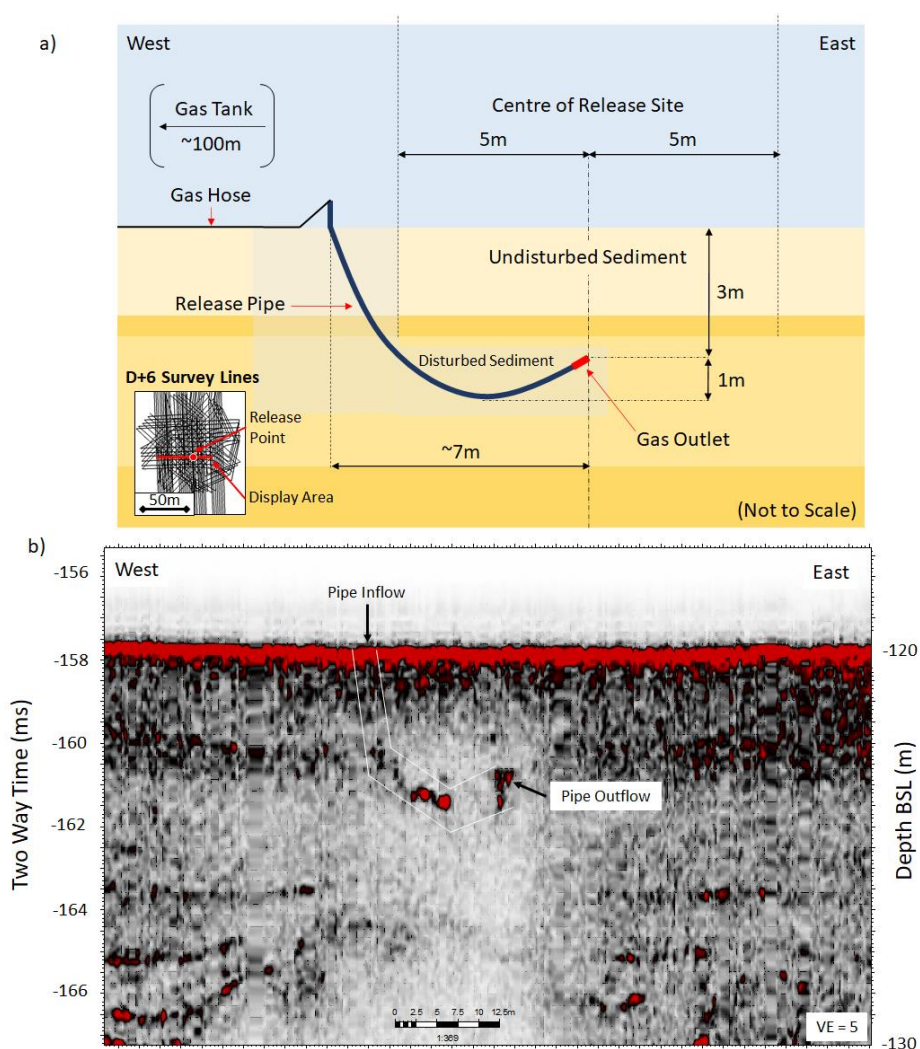 a)
West
East
Gas Tank
~100m
Centre of Release Site
5m
5m
Gas Hose
Undisturbed Sediment
3m
Release Pipe
Disturbed Sediment
1m
D+6 Survey Lines
Release
Point
Gas Outlet
~7m
Display Area
50m
(Not to Scale)
b)
West
East
-156
Pipe Inflow
-158
-120
-160
Pipe Outflow
-162
Two Way Time (ms)
Depth BSL (m)
-164
-166
0 2.5 5 7.5 10 12.5m
1:369
VE = 5
-130